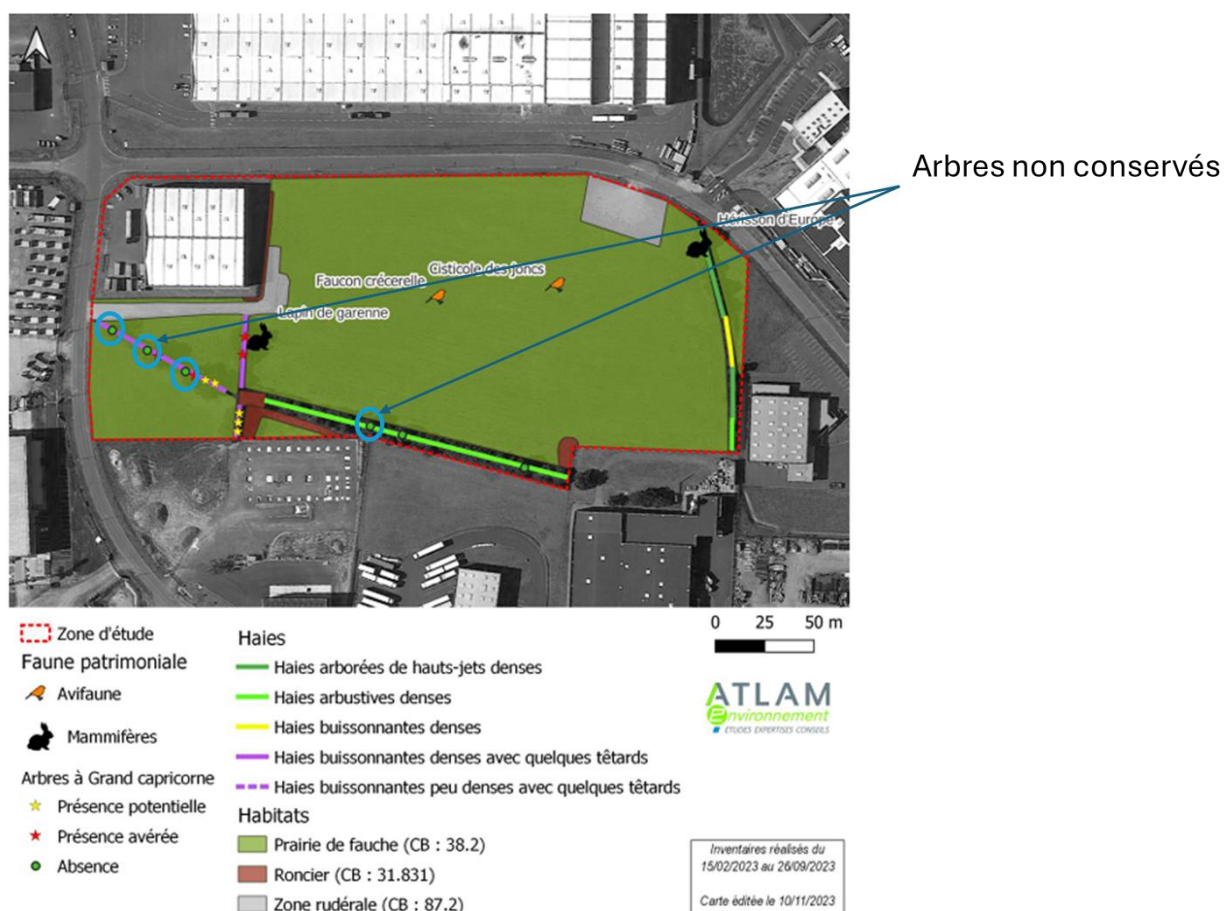 Arbres non conservés
Hérisson d'Europe
Cisticole des joncs
Faucon crécerelle
Lapin de garenne
0 25 50 m
Zone d'étude
Faune patrimoniale
Avifaune
Mammifères
Arbres à Grand capricorne
Présence potentielle
Présence avérée
Absence
Haies
Haies arborées de hauts-jets denses
Haies arbustives denses
Haies buissonnantes denses
Haies buissonnantes denses avec quelques têtards
Haies buissonnantes peu denses avec quelques têtards
Habitats
Prairie de fauche (CB : 38.2)
Roncier (CB : 31.831)
Zone rudérale (CB : 87.2)
ATLAM
environnement
ETUDES EXPERTISES CONSEILS
Inventaires réalisés du
15/02/2023 au 26/09/2023
Carte éditée le 10/11/2023